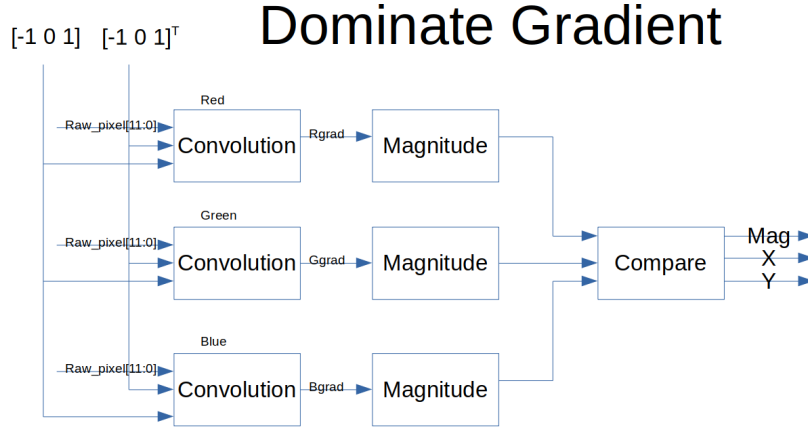 Dominate Gradient
[-1 0 1] [-1 0 1]ᵀ
Red
Raw_pixel[11:0]
Convolution
Rgrad
Magnitude
Green
Raw_pixel[11:0]
Convolution
Ggrad
Magnitude
Compare
Mag
X
Y
Blue
Raw_pixel[11:0]
Convolution
Bgrad
Magnitude